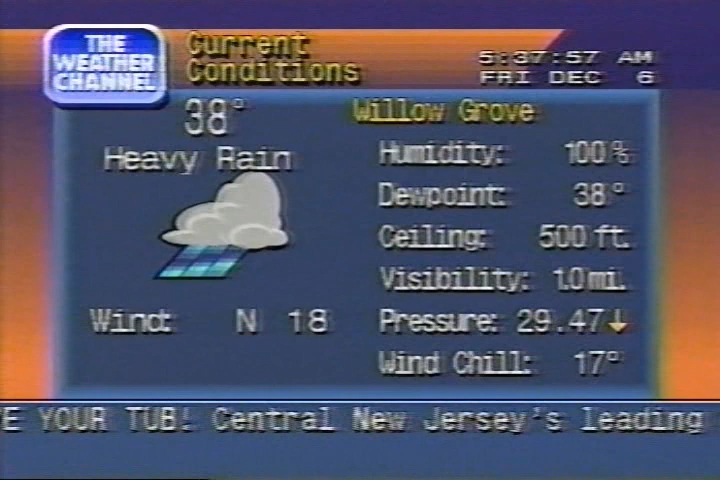 THE
WEATHER
CHANNEL
Current
Conditions
5:37:57 AM
FRI DEC 6
38°
Heavy Rain
Wind: N 18
Willow Grove
Humidity: 100%
Dewpoint: 38°
Ceiling: 500 ft.
Visibility: 1.0 mi.
Pressure: 29.47↓
Wind Chill: 17°
E YOUR TUB! Central New Jersey's leading